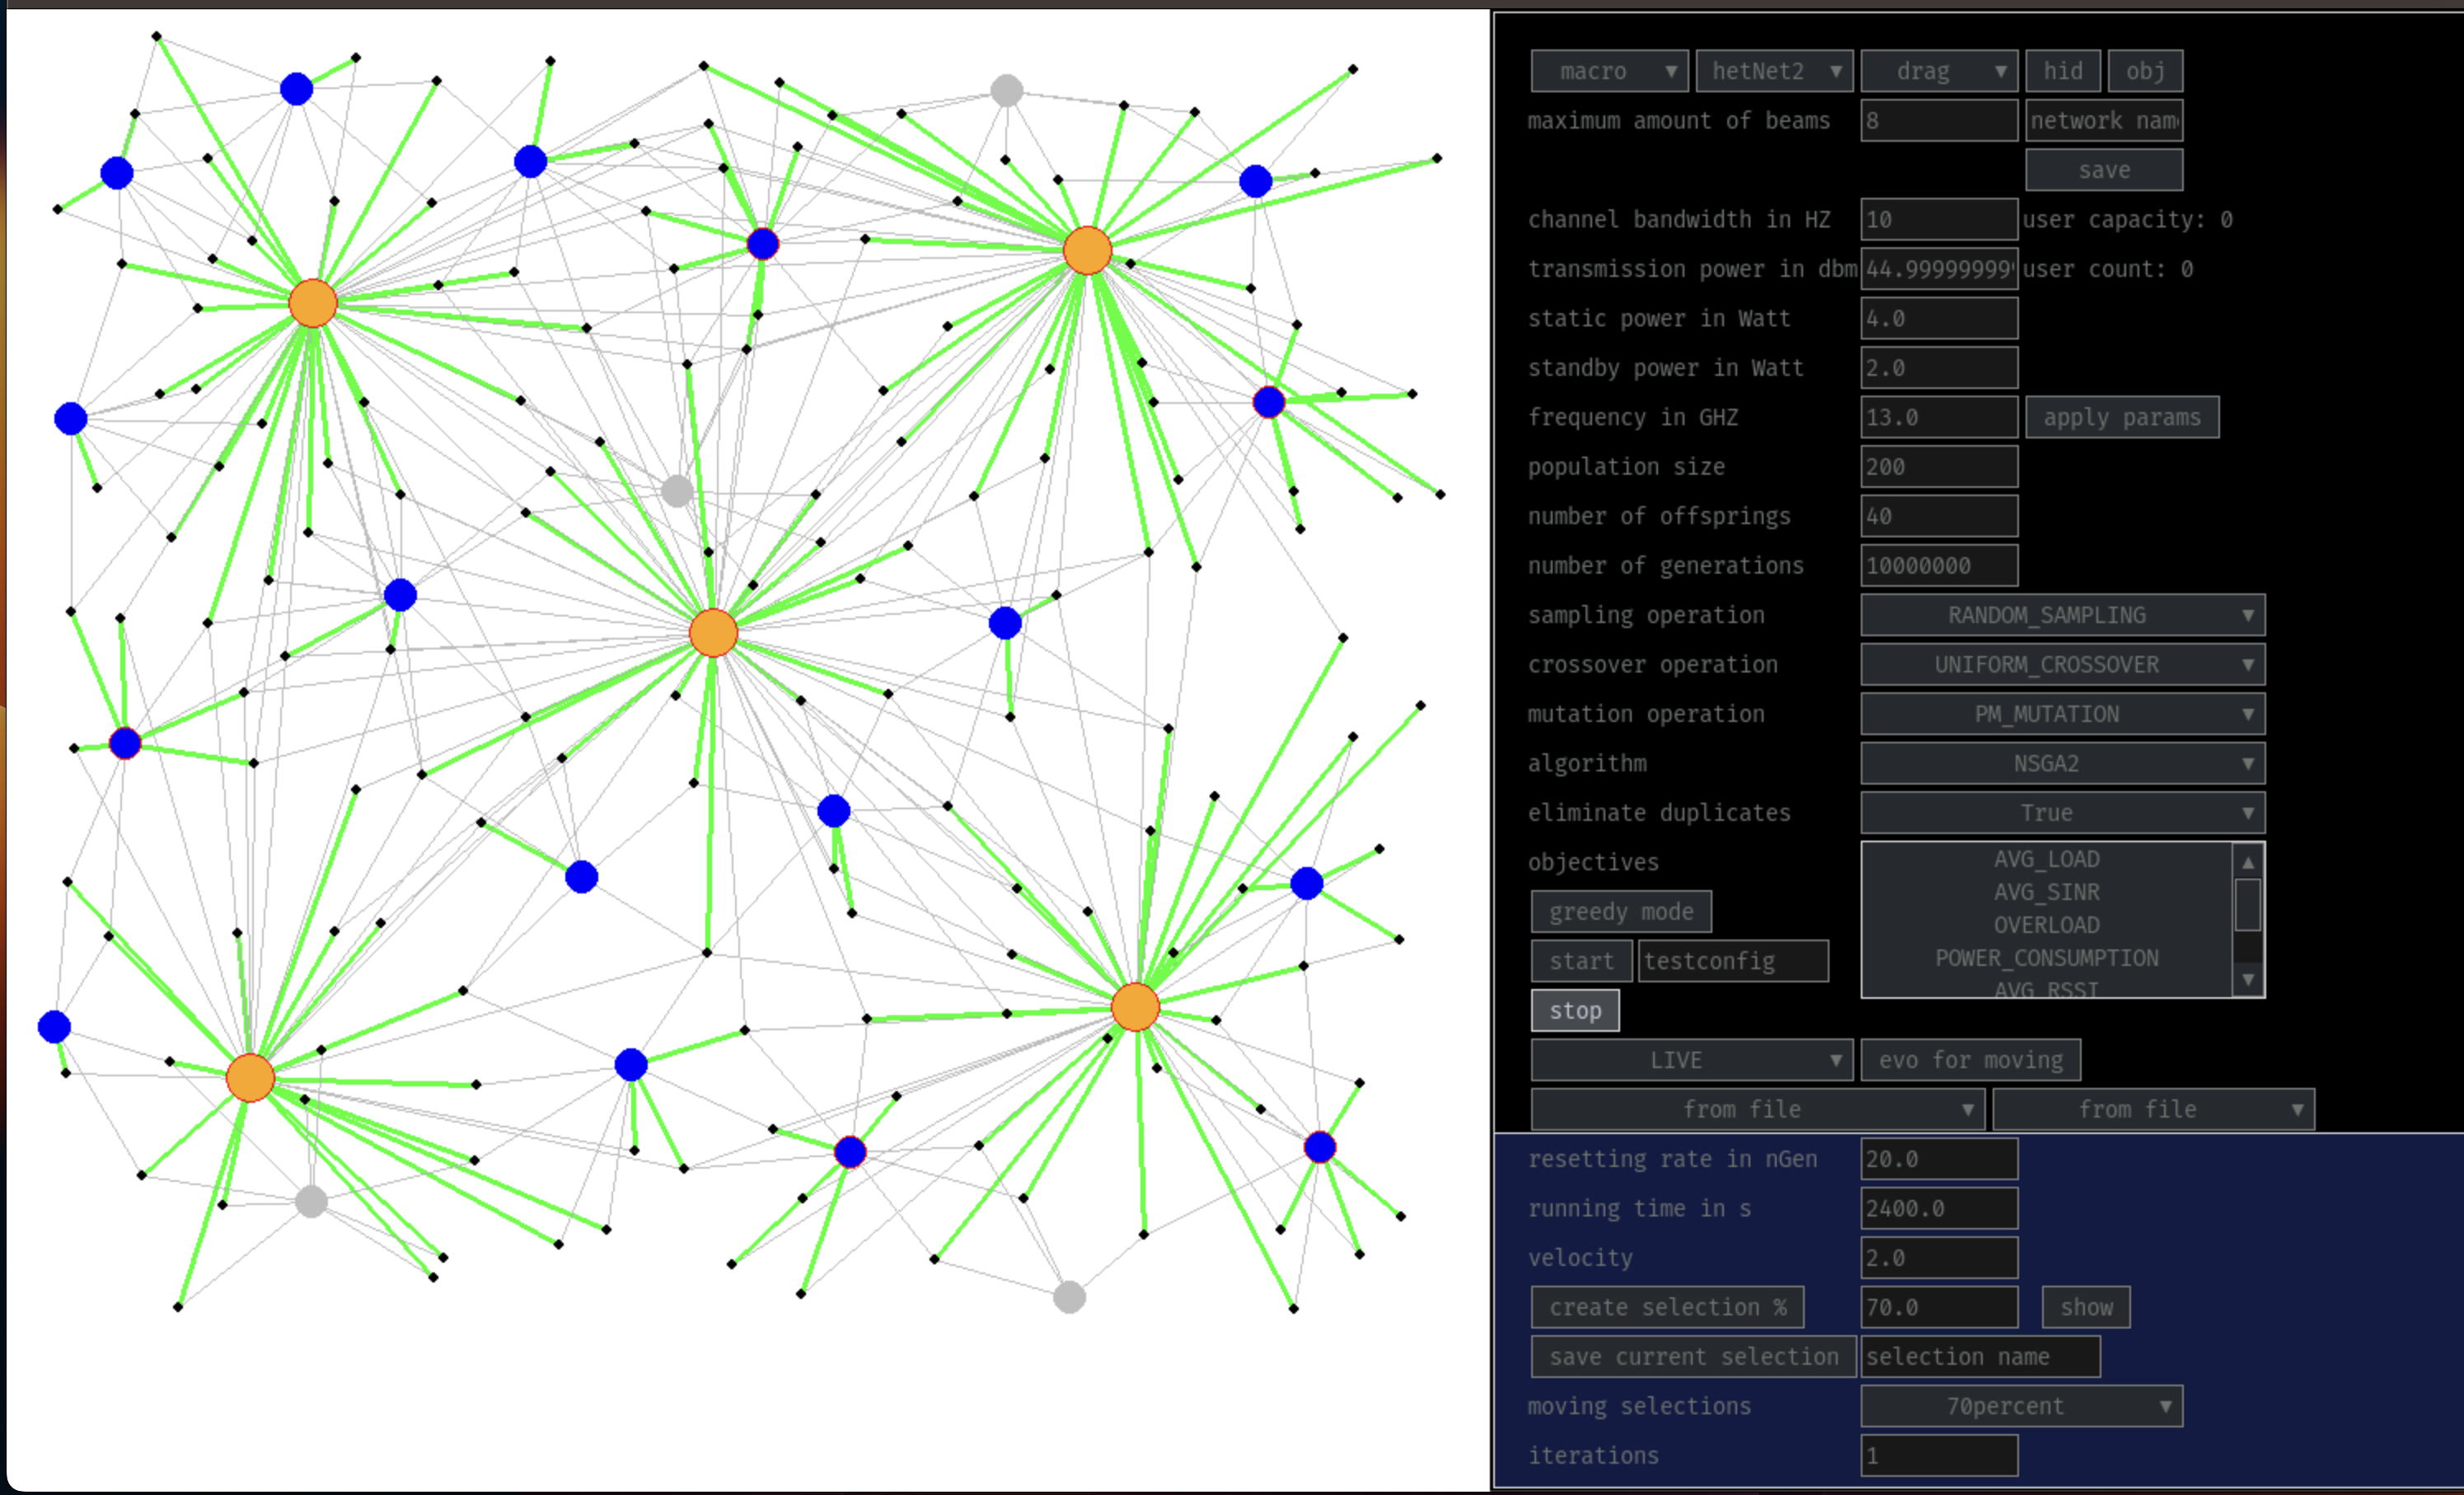 macro ▼ hetNet2 ▼ drag ▼ hid obj
maximum amount of beams 8 network nam
save
channel bandwidth in HZ 10 user capacity: 0
transmission power in dbm 44.99999999 user count: 0
static power in Watt 4.0
standby power in Watt 2.0
frequency in GHZ 13.0 apply params
population size 200
number of offsprings 40
number of generations 10000000
sampling operation RANDOM_SAMPLING ▼
crossover operation UNIFORM_CROSSOVER ▼
mutation operation PM_MUTATION ▼
algorithm NSGA2 ▼
eliminate duplicates True ▼
objectives AVG_LOAD
AVG_SINR
greedy mode OVERLOAD
start testconfig POWER_CONSUMPTION
AVG_RSSI
stop
LIVE ▼ evo for moving
from file ▼ from file ▼
resetting rate in nGen 20.0
running time in s 2400.0
velocity 2.0
create selection % 70.0 show
save current selection selection name
moving selections 70percent ▼
iterations 1